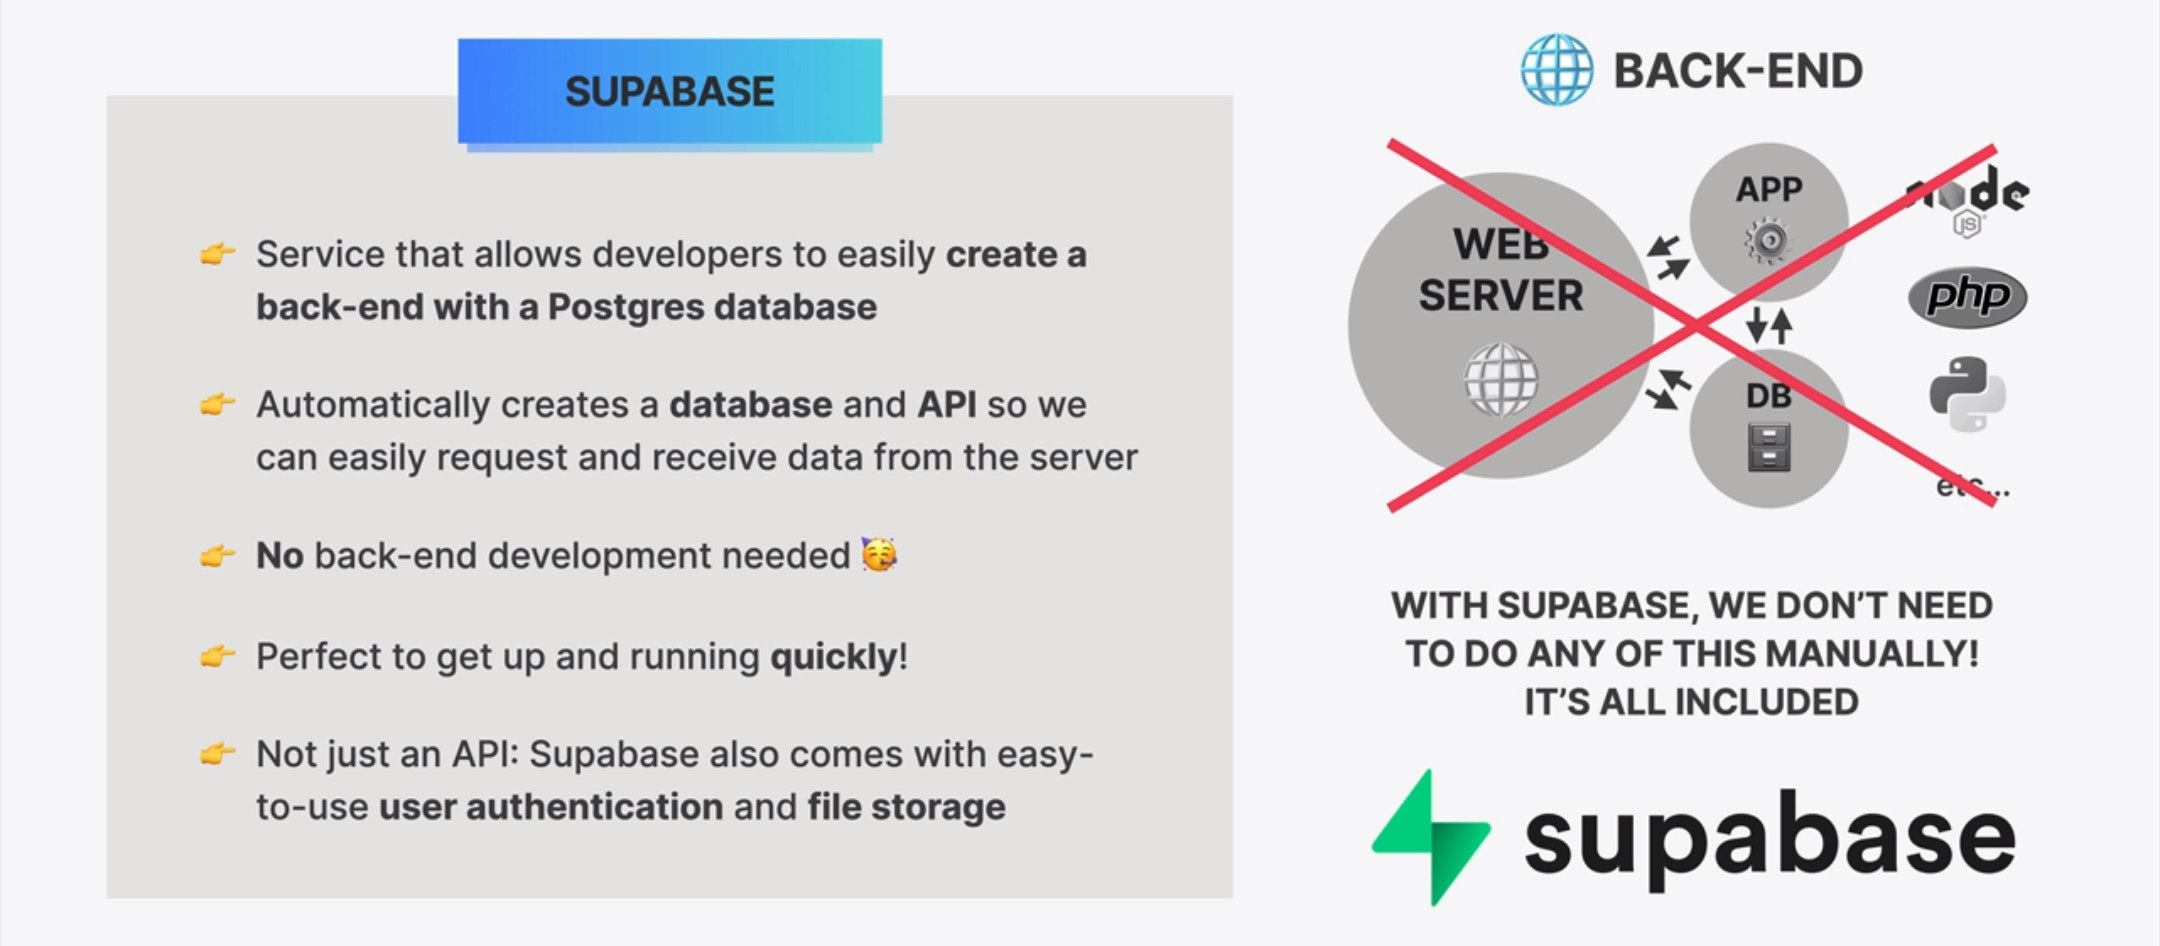 SUPABASE
👉 Service that allows developers to easily create a
back-end with a Postgres database
👉 Automatically creates a database and API so we
can easily request and receive data from the server
👉 No back-end development needed 🥳
👉 Perfect to get up and running quickly!
👉 Not just an API: Supabase also comes with easy-
to-use user authentication and file storage
BACK-END
WEB
SERVER
APP
DB
node
JS
php
etc...
WITH SUPABASE, WE DON’T NEED
TO DO ANY OF THIS MANUALLY!
IT’S ALL INCLUDED
supabase